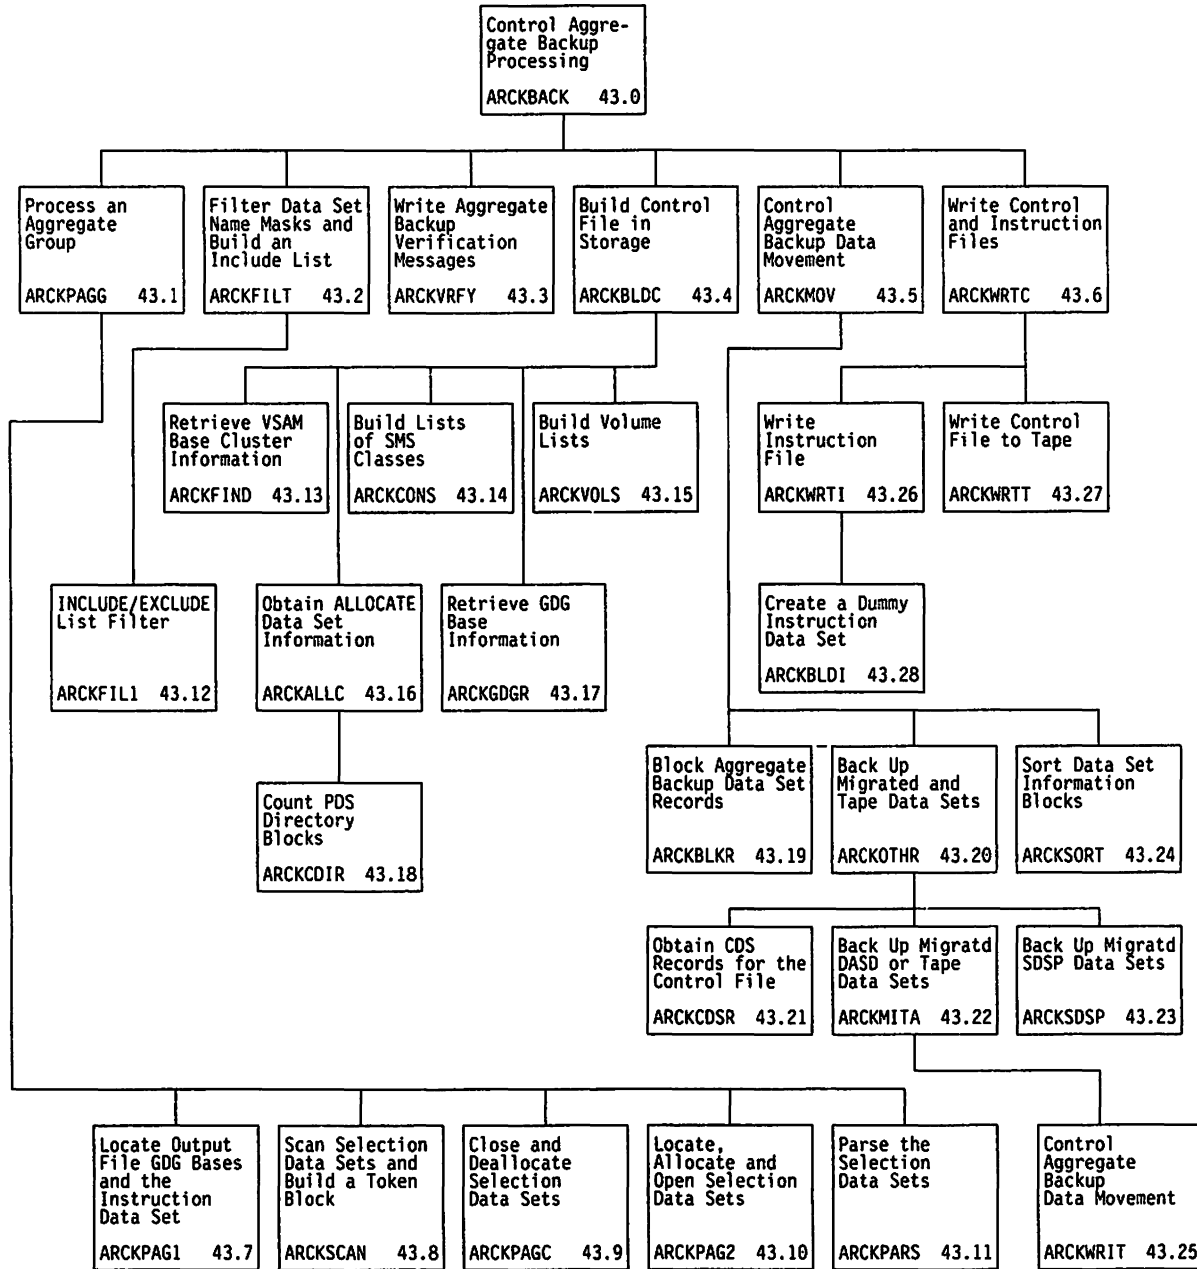 Control Aggre-
gate Backup
Processing
ARCKBACK 43.0
Process an
Aggregate
Group
ARCKPAGG 43.1
Filter Data Set
Name Masks and
Build an
Include List
ARCKFILT 43.2
Write Aggregate
Backup
Verification
Messages
ARCKVRFY 43.3
Build Control
File in
Storage
ARCKBLDC 43.4
Control
Aggregate
Backup Data
Movement
ARCKMOV 43.5
Write Control
and Instruction
Files
ARCKWRTC 43.6
Retrieve VSAM
Base Cluster
Information
ARCKFIND 43.13
Build Lists
of SMS
Classes
ARCKCONS 43.14
Build Volume
Lists
ARCKVOLS 43.15
Write
Instruction
File
ARCKWRTI 43.26
Write Control
File to Tape
ARCKWRTT 43.27
INCLUDE/EXCLUDE
List Filter
ARCKFIL1 43.12
Obtain ALLOCATE
Data Set
Information
ARCKALLC 43.16
Retrieve GDG
Base
Information
ARCKGDGR 43.17
Create a Dummy
Instruction
Data Set
ARCKBLDI 43.28
Count PDS
Directory
Blocks
ARCKCDIR 43.18
Block Aggregate
Backup Data Set
Records
ARCKBLKR 43.19
Back Up
Migrated and
Tape Data Sets
ARCKOTHR 43.20
Sort Data Set
Information
Blocks
ARCKSORT 43.24
Obtain CDS
Records for the
Control File
ARCKCDSR 43.21
Back Up Migratd
DASD or Tape
Data Sets
ARCKMITA 43.22
Back Up Migratd
SDSP Data Sets
ARCKSDSP 43.23
Locate Output
File GDG Bases
and the
Instruction
Data Set
ARCKPAG1 43.7
Scan Selection
Data Sets and
Build a Token
Block
ARCKSCAN 43.8
Close and
Deallocate
Selection
Data Sets
ARCKPAGC 43.9
Locate,
Allocate and
Open Selection
Data Sets
ARCKPAG2 43.10
Parse the
Selection
Data Sets
ARCKPARS 43.11
Control
Aggregate
Backup
Data Movement
ARCKWRIT 43.25